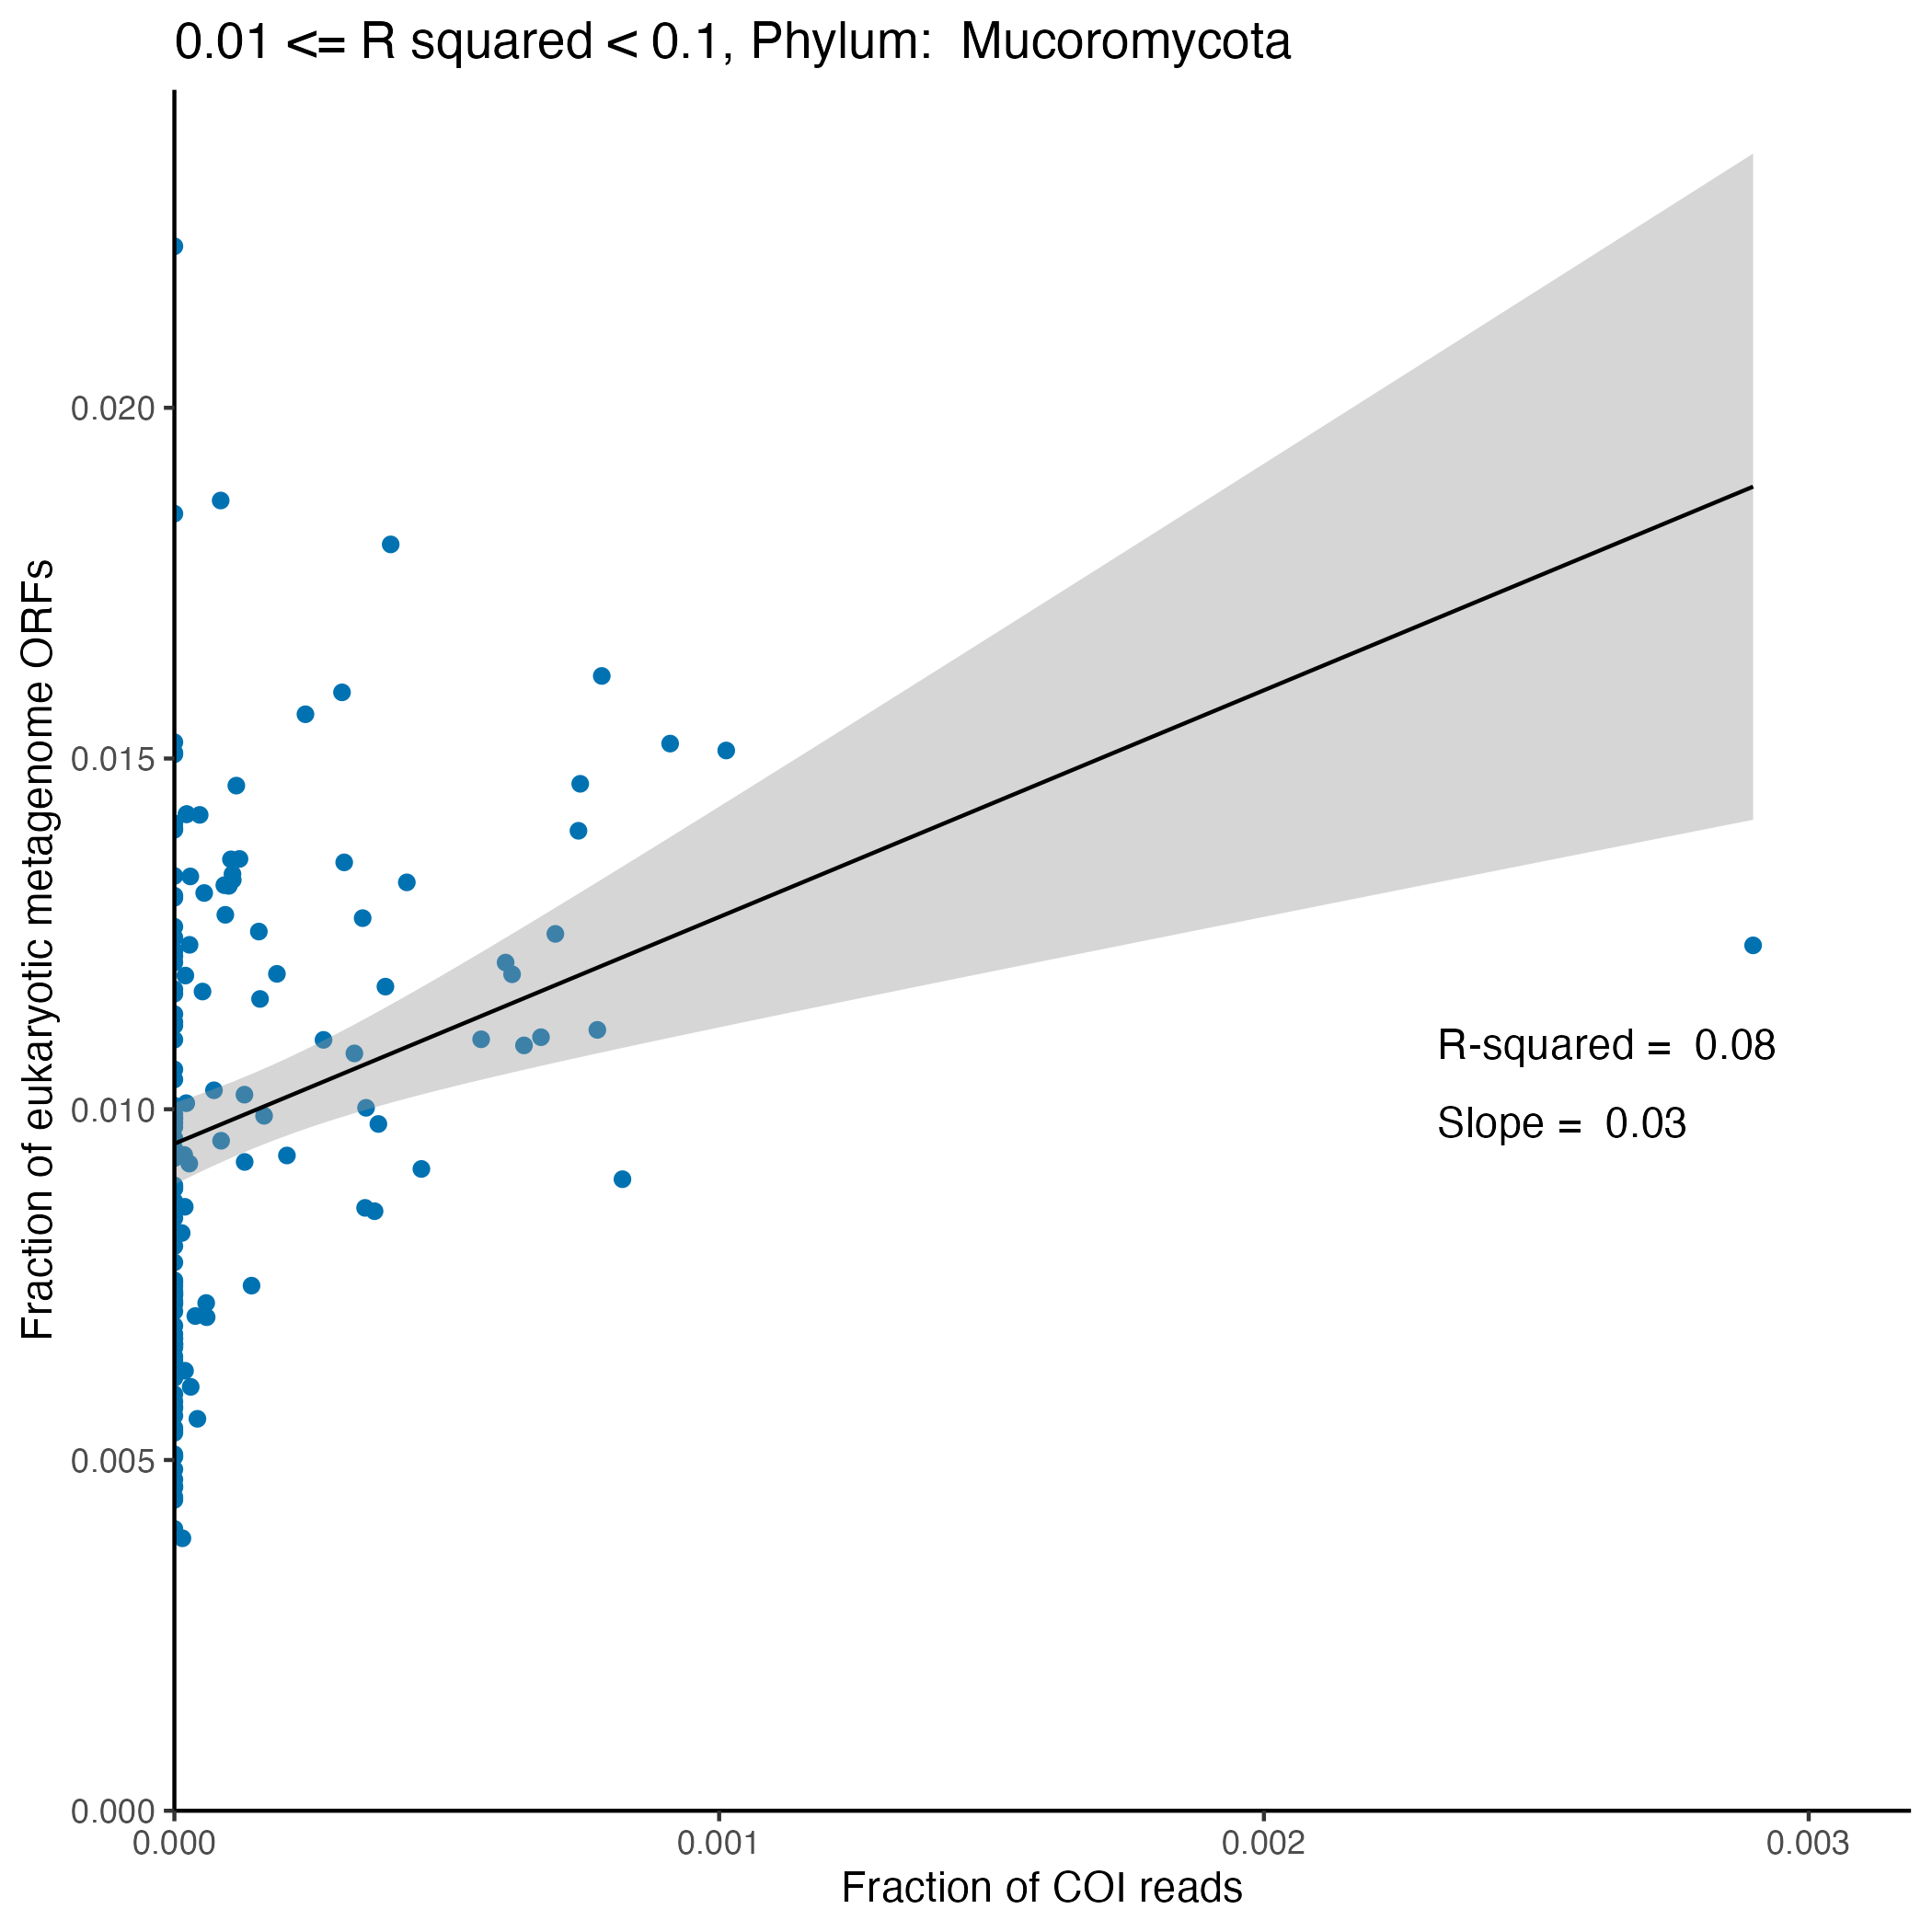 0.01 <= R squared < 0.1, Phylum:  Mucoromycota
Fraction of eukaryotic metagenome ORFs
0.020
0.015
0.010
0.005
0.000
R-squared =  0.08
Slope =  0.03
0.000
0.001
0.002
0.003
Fraction of COI reads